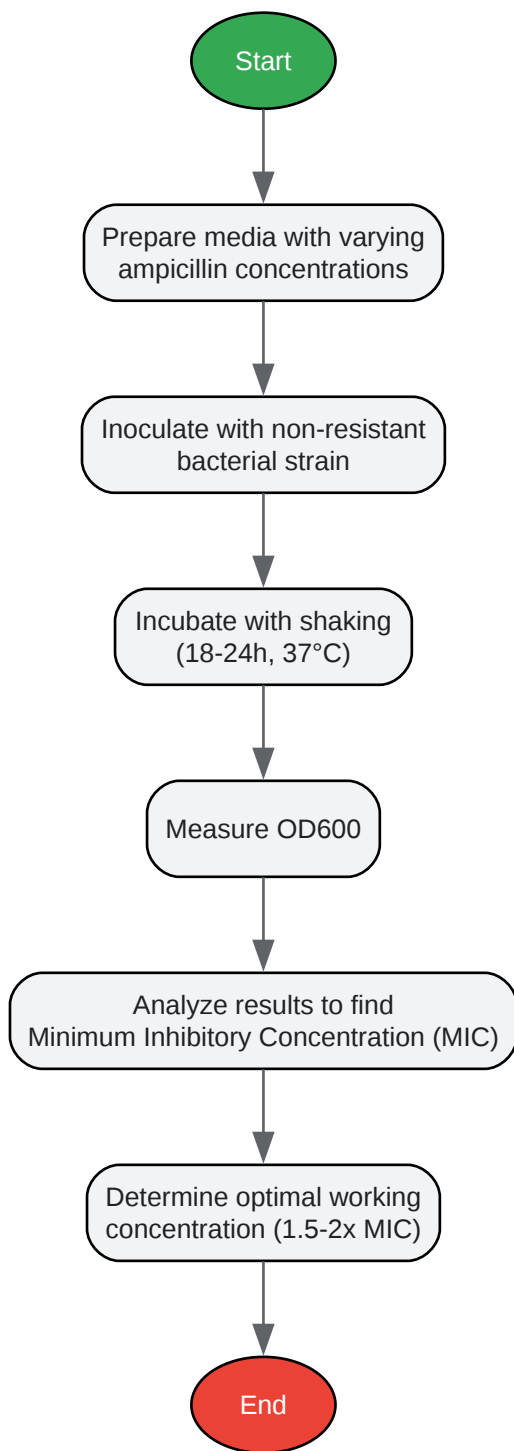 Start
Prepare media with varying
ampicillin concentrations
Inoculate with non-resistant
bacterial strain
Incubate with shaking
(18-24h, 37°C)
Measure OD600
Analyze results to find
Minimum Inhibitory Concentration (MIC)
Determine optimal working
concentration (1.5-2x MIC)
End